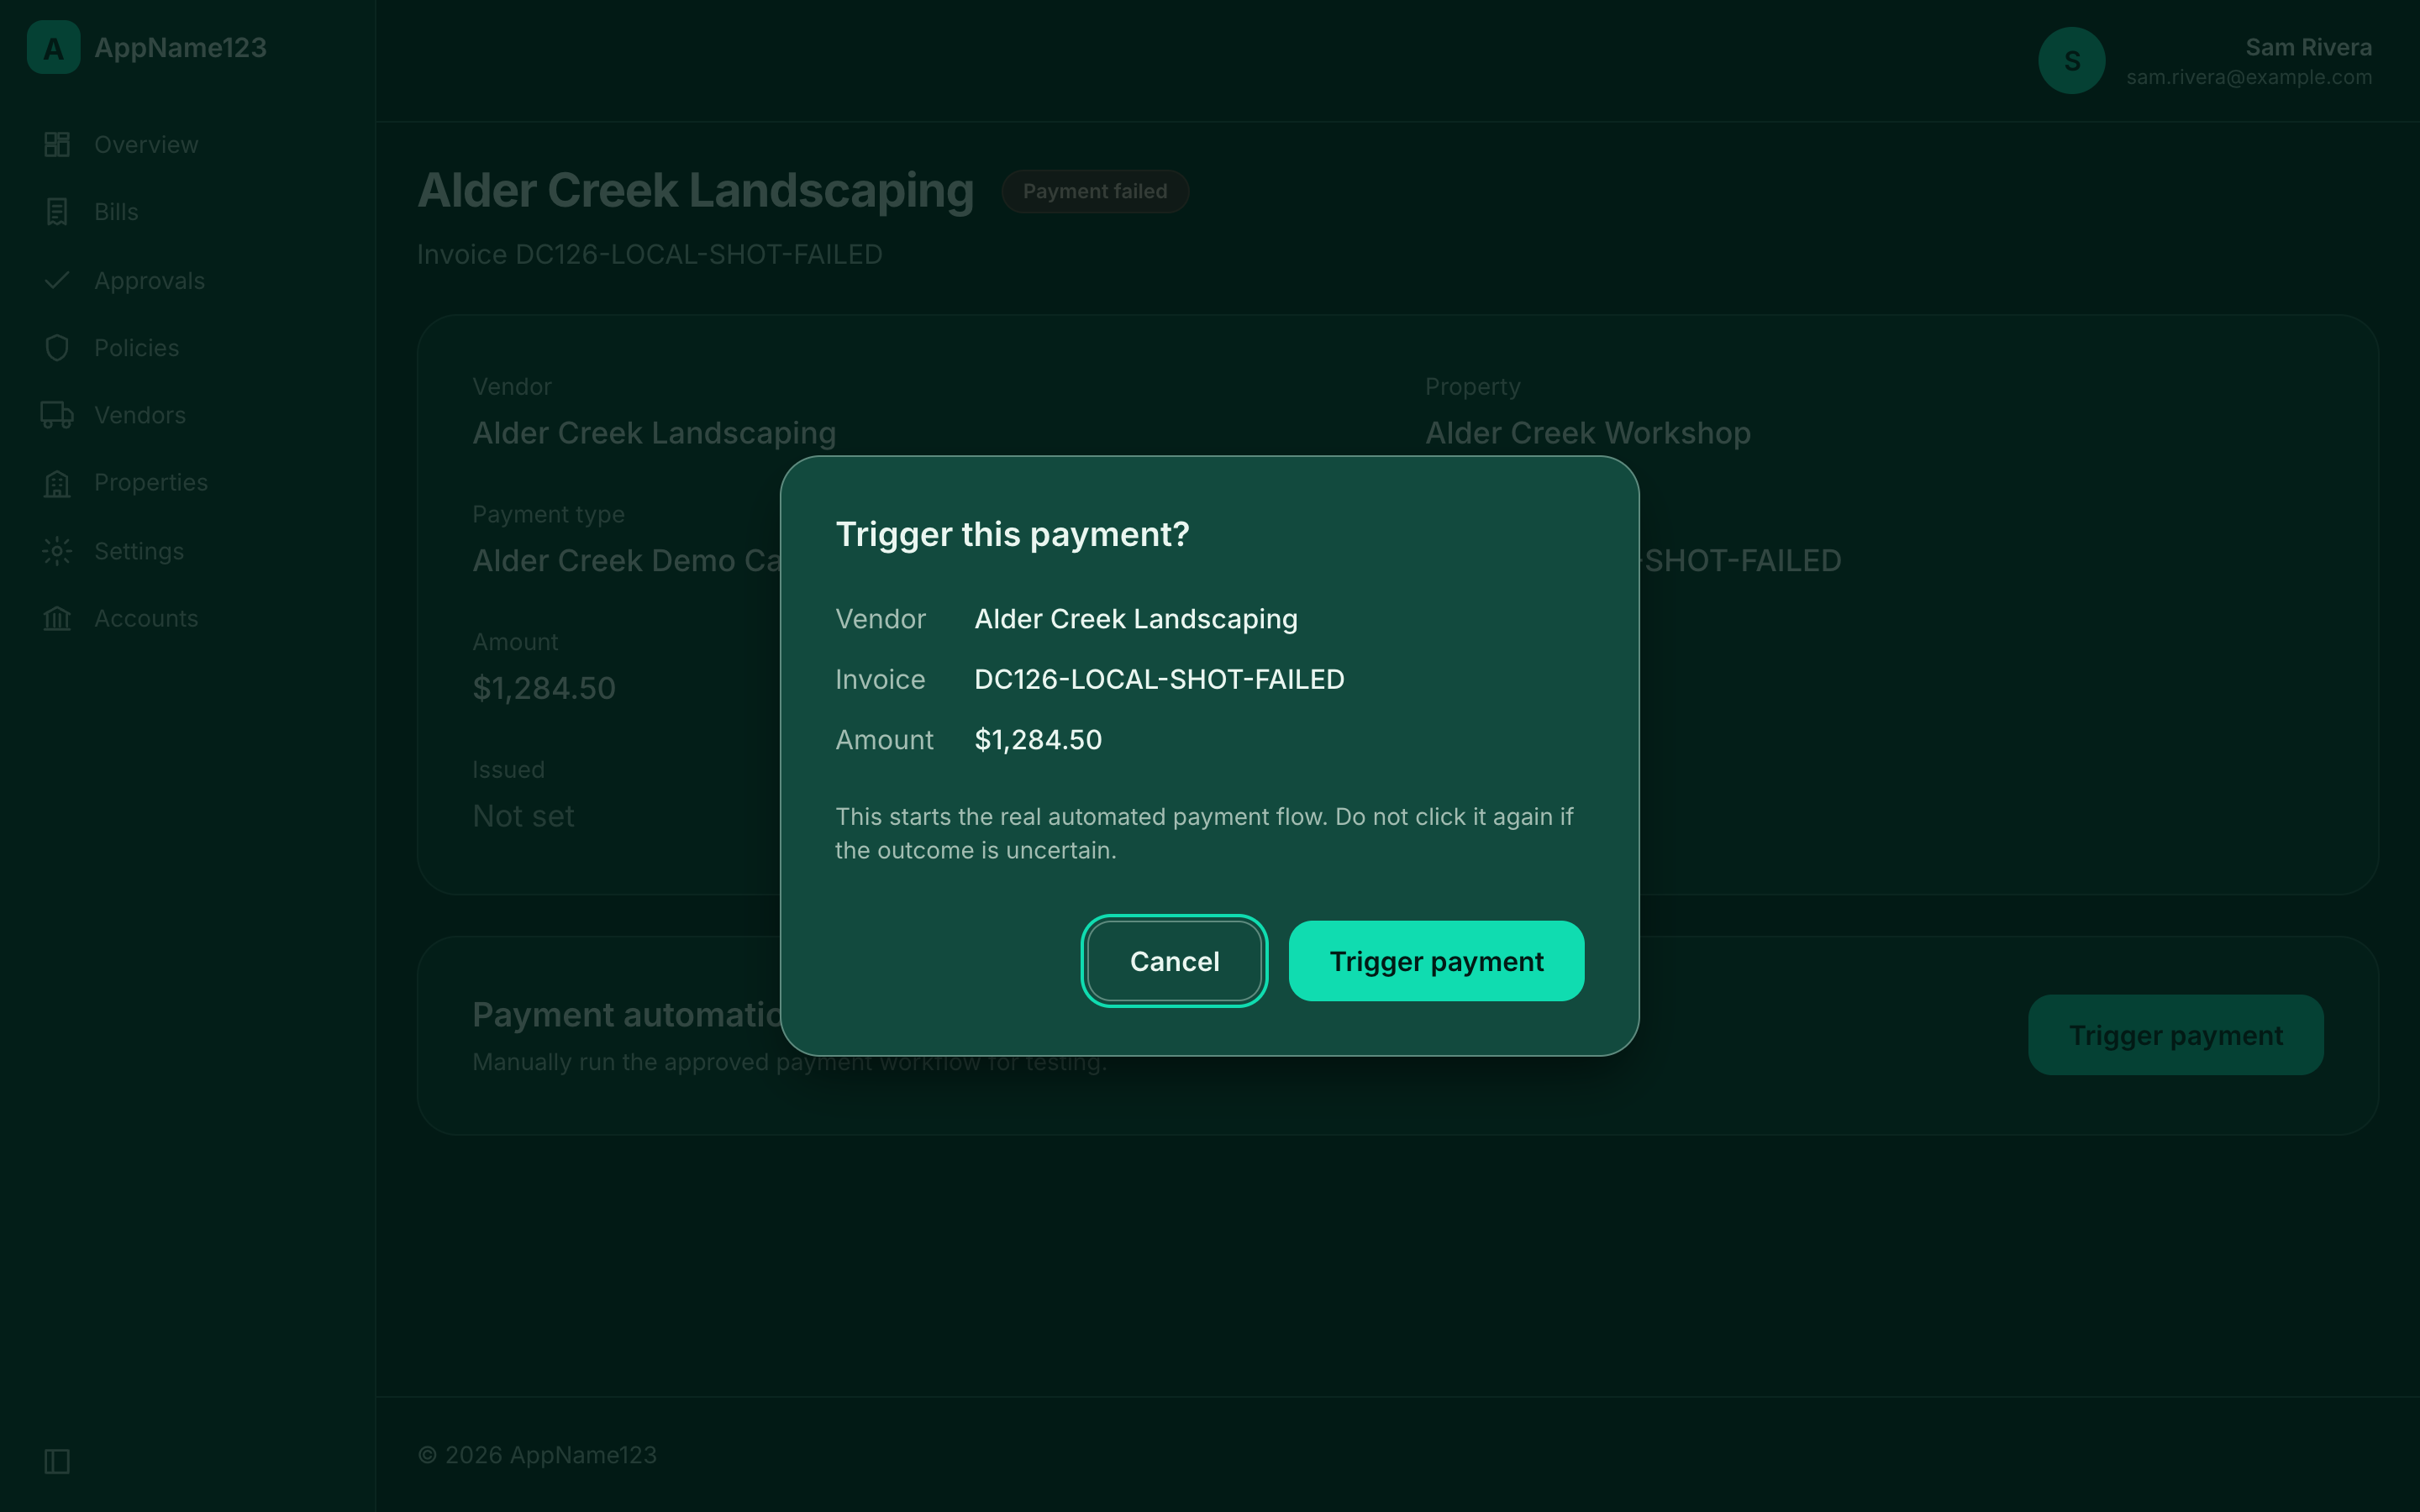 A AppName123
Overview
Bills
Approvals
Policies
Vendors
Properties
Settings
Accounts
S
Sam Rivera
sam.rivera@example.com
Alder Creek Landscaping
Payment failed
Invoice DC126-LOCAL-SHOT-FAILED
Vendor
Alder Creek Landscaping
Property
Alder Creek Workshop
Payment type
Alder Creek Demo Ca
-SHOT-FAILED
Amount
$1,284.50
Issued
Not set
Trigger this payment?
Vendor Alder Creek Landscaping
Invoice DC126-LOCAL-SHOT-FAILED
Amount $1,284.50
This starts the real automated payment flow. Do not click it again if
the outcome is uncertain.
Cancel
Trigger payment
Payment automatio
Manually run the approved payment workflow for testing.
Trigger payment
© 2026 AppName123